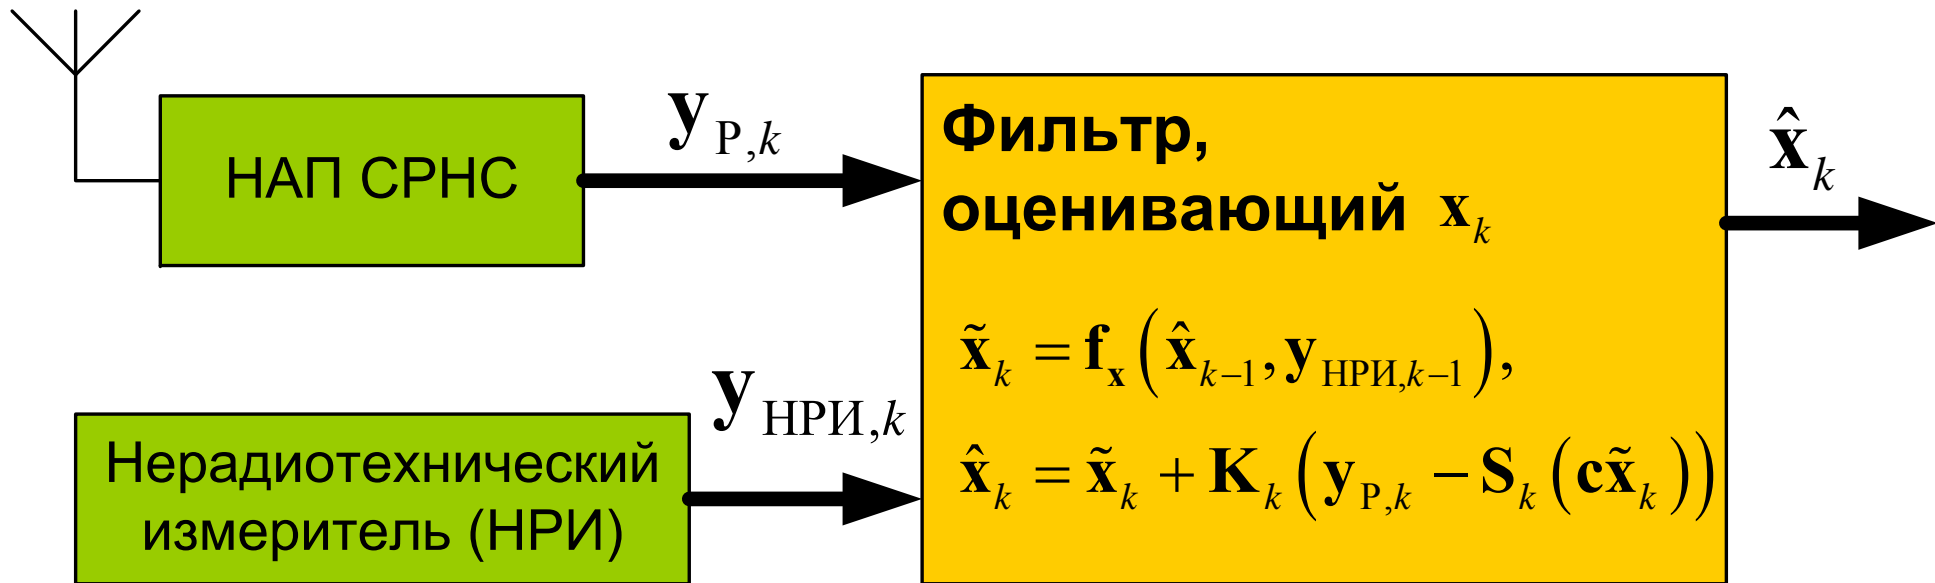 НАП СРНС
y_{Р,k}
Фильтр,
оценивающий x_k
x̂_k
x̃_k = f_x(x̂_{k−1}, y_{НРИ,k−1}),
Нерадиотехнический
измеритель (НРИ)
y_{НРИ,k}
x̂_k = x̃_k + K_k(y_{Р,k} − S_k(cx̃_k))